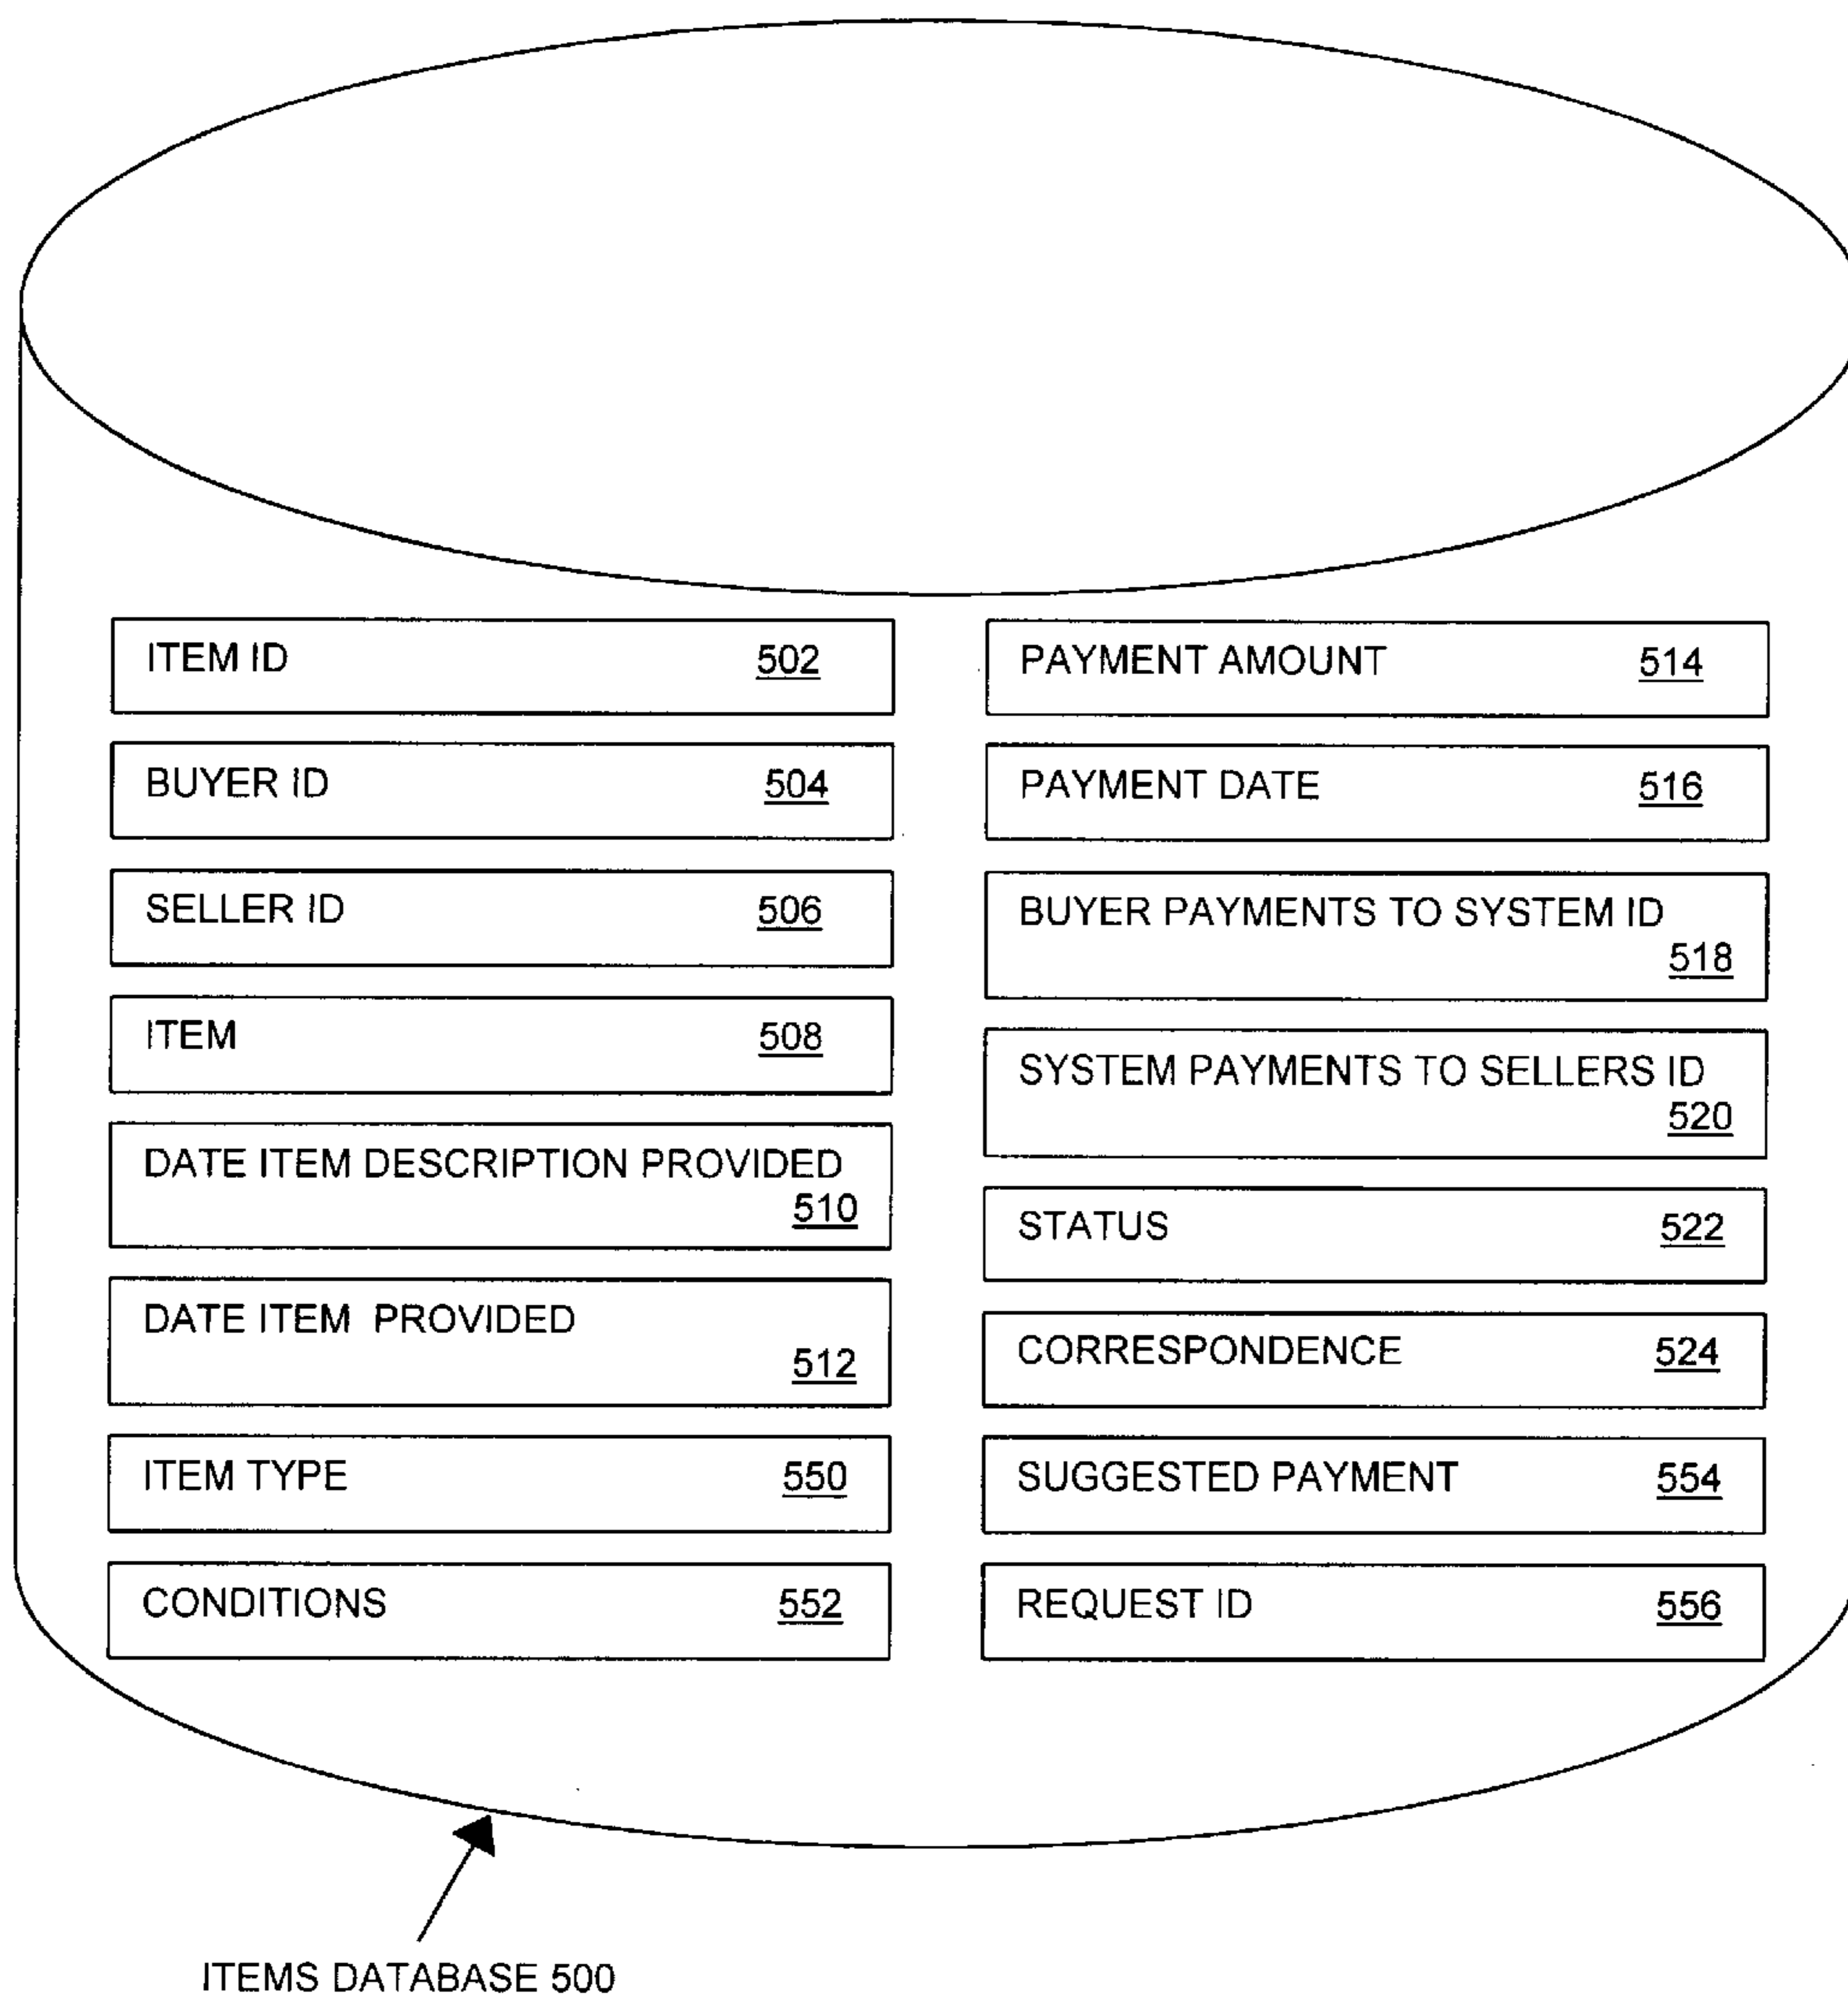 ITEM ID 502
BUYER ID 504
SELLER ID 506
ITEM 508
DATE ITEM DESCRIPTION PROVIDED
510
DATE ITEM PROVIDED
512
ITEM TYPE 550
CONDITIONS 552
PAYMENT AMOUNT 514
PAYMENT DATE 516
BUYER PAYMENTS TO SYSTEM ID
518
SYSTEM PAYMENTS TO SELLERS ID
520
STATUS 522
CORRESPONDENCE 524
SUGGESTED PAYMENT 554
REQUEST ID 556
ITEMS DATABASE 500